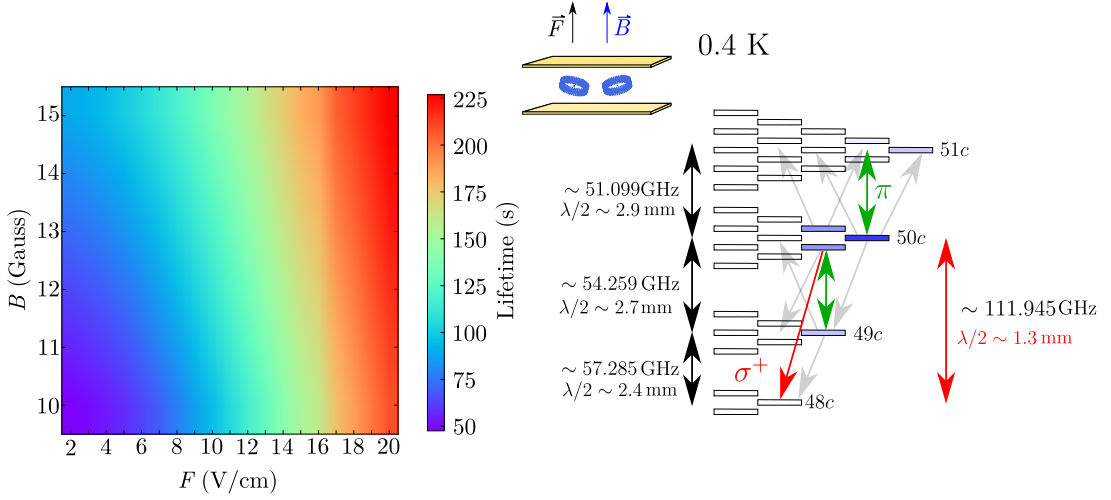 F⃗
B⃗
0.4 K
15
14
13
12
11
10
B (Gauss)
2 4 6 8 10 12 14 16 18 20
F (V/cm)
225
200
175
150
125
100
75
50
Lifetime (s)
51c
∼ 51.099GHz
λ/2 ∼ 2.9 mm
π
50c
∼ 54.259 GHz
λ/2 ∼ 2.7 mm
∼ 111.945 GHz
λ/2 ∼ 1.3 mm
49c
∼ 57.285 GHz
λ/2 ∼ 2.4 mm
σ⁺
48c